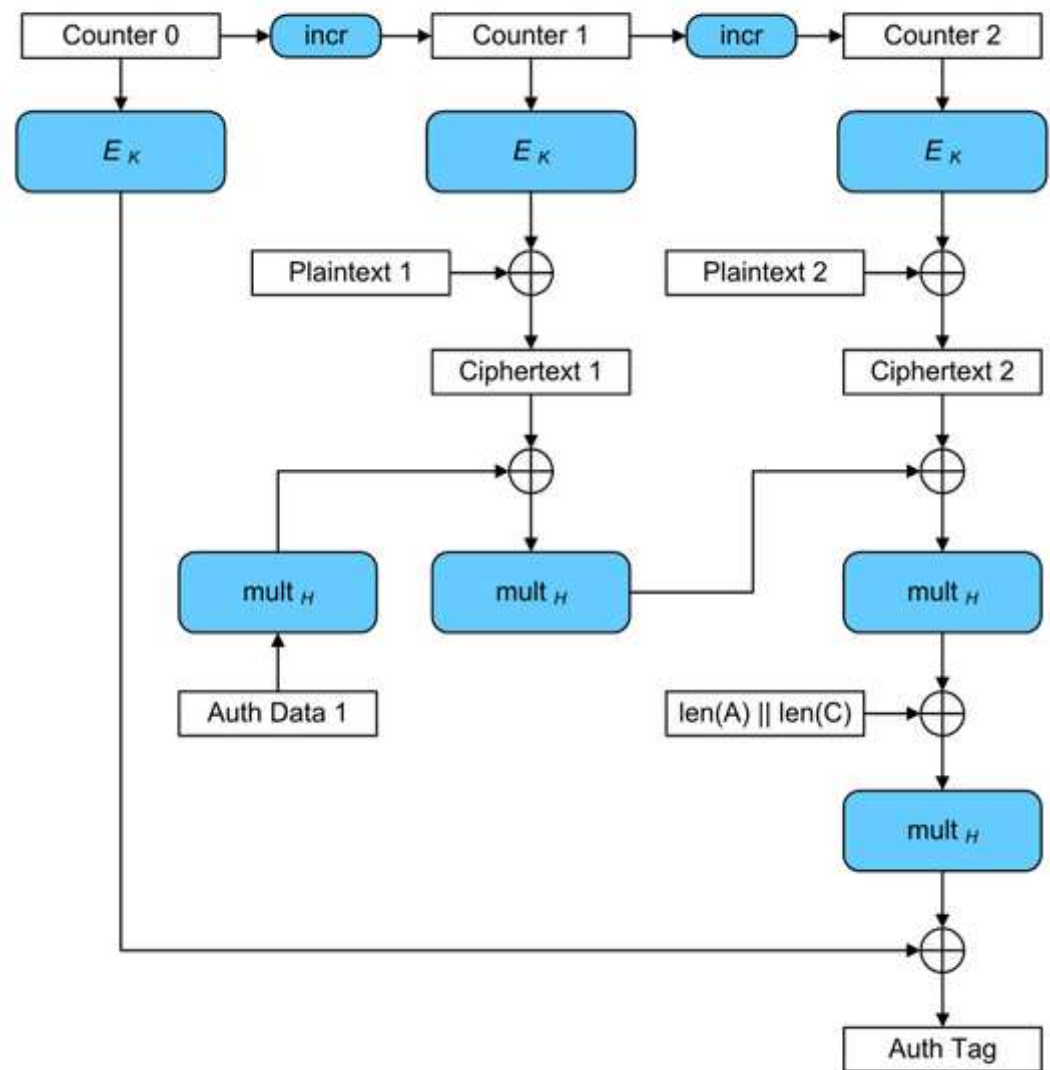 Counter 0
incr
Counter 1
incr
Counter 2
E K
E K
E K
Plaintext 1
Plaintext 2
Ciphertext 1
Ciphertext 2
mult H
mult H
mult H
Auth Data 1
len(A) || len(C)
mult H
Auth Tag